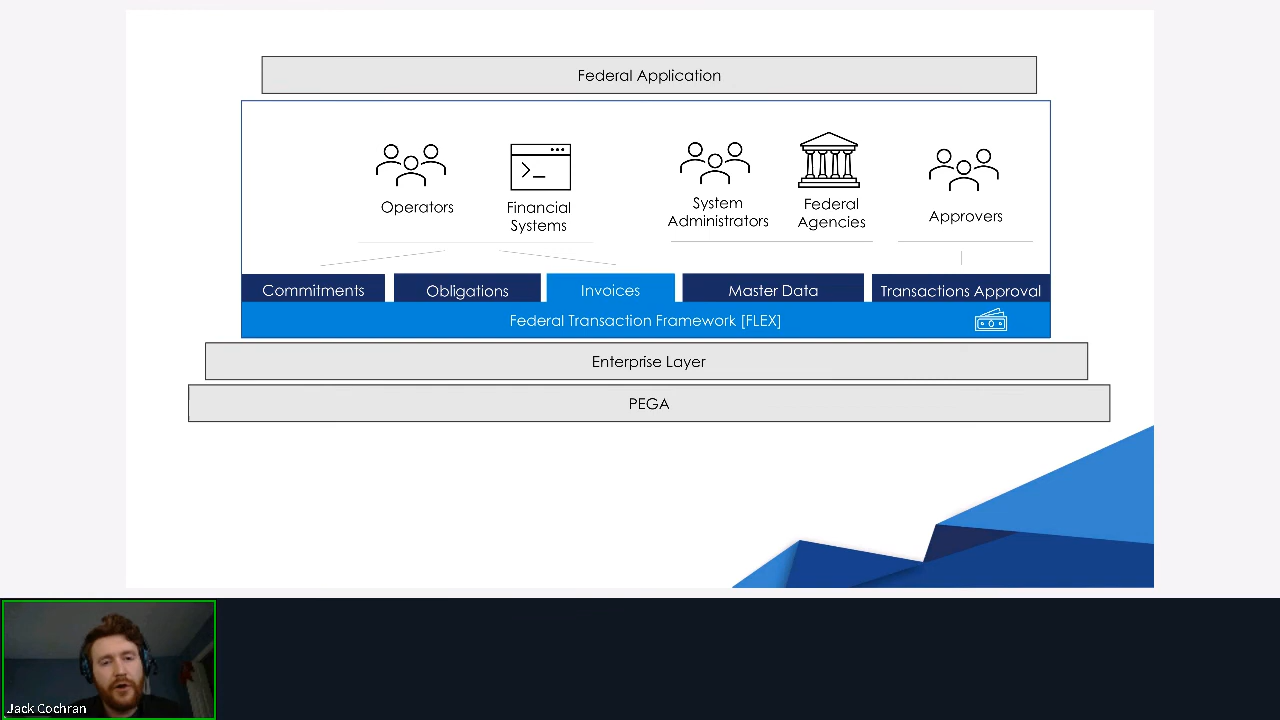 Federal Application
Operators
Financial
Systems
System
Administrators
Federal
Agencies
Approvers
Commitments
Obligations
Invoices
Master Data
Transactions Approval
Federal Transaction Framework [FLEX]
Enterprise Layer
PEGA
Jack Cochran